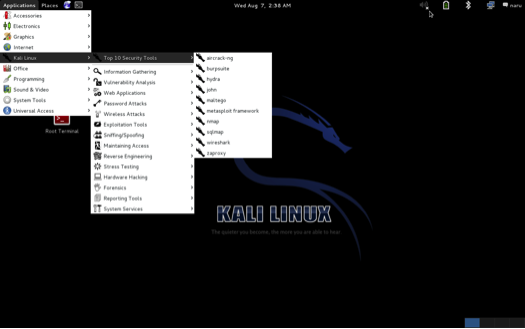 Applications Places Wed Aug 7, 2:38 AM naru
Accessories
Electronics
Graphics
Internet
Kali Linux
Office
Programming
Sound & Video
System Tools
Universal Access
Top 10 Security Tools
Information Gathering
Vulnerability Analysis
Web Applications
Password Attacks
Wireless Attacks
Exploitation Tools
Sniffing/Spoofing
Maintaining Access
Reverse Engineering
Stress Testing
Hardware Hacking
Forensics
Reporting Tools
System Services
aircrack-ng
burpsuite
hydra
john
maltego
metasploit framework
nmap
sqlmap
wireshark
zaproxy
Root Terminal
KALI LINUX
The quieter you become, the more you are able to hear.